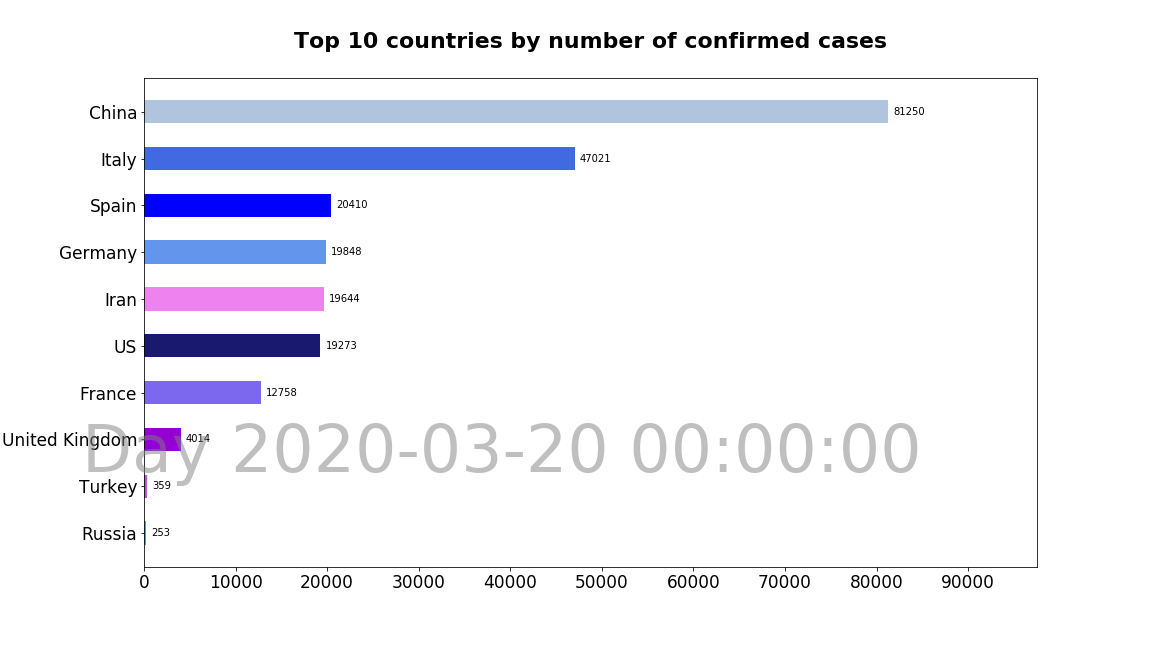 Top 10 countries by number of confirmed cases
China 81250
Italy 47021
Spain 20410
Germany 19848
Iran 19644
US 19273
France 12758
United Kingdom 4014
Day 2020-03-20 00:00:00
Turkey 359
Russia 253
0 10000 20000 30000 40000 50000 60000 70000 80000 90000